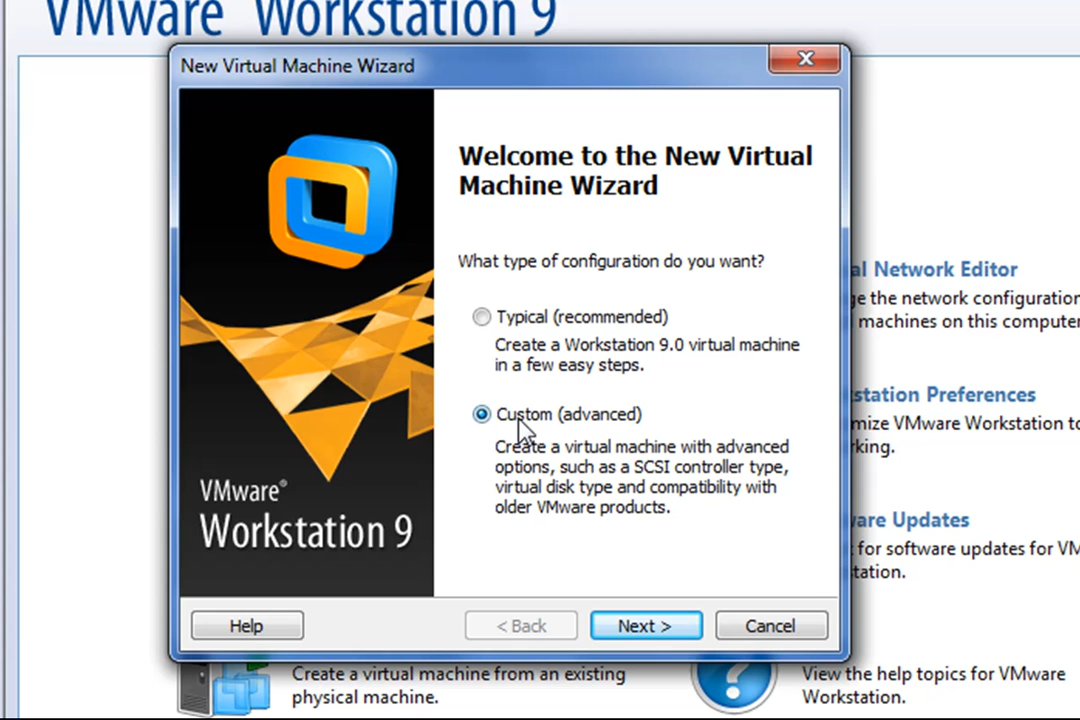 VMware Workstation 9
New Virtual Machine Wizard
Welcome to the New Virtual
Machine Wizard
What type of configuration do you want?
Typical (recommended)
Create a Workstation 9.0 virtual machine
in a few easy steps.
Custom (advanced)
Create a virtual machine with advanced
options, such as a SCSI controller type,
virtual disk type and compatibility with
older VMware products.
VMware®
Workstation 9
Help
< Back
Next >
Cancel
al Network Editor
ge the network configuration
machines on this computer
station Preferences
mize VMware Workstation to
king.
ware Updates
for software updates for VM
station.
Create a virtual machine from an existing
physical machine.
View the help topics for VMware
Workstation.